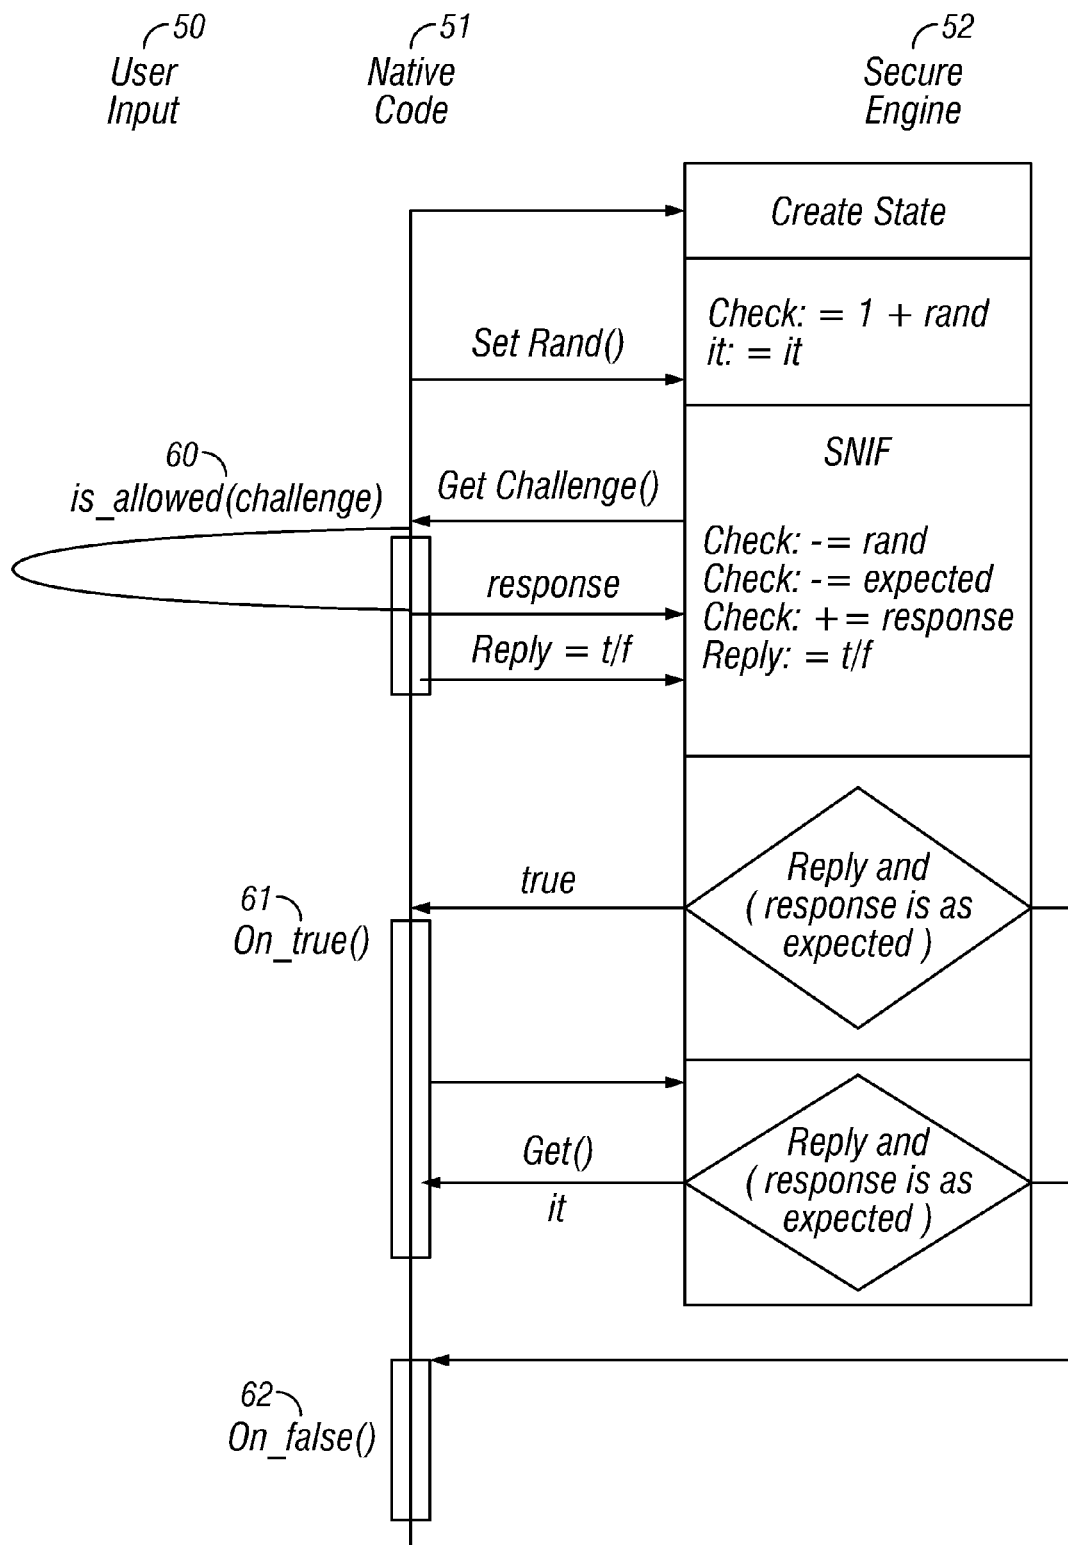 50
User
Input
51
Native
Code
52
Secure
Engine
Create State
Check: = 1 + rand
it: = it
Set Rand()
SNIF
60
is_allowed(challenge)
Get Challenge()
Check: -= rand
Check: -= expected
Check: += response
Reply: = t/f
response
Reply = t/f
true
Reply and
( response is as
expected )
61
On_true()
Get()
it
Reply and
( response is as
expected )
62
On_false()